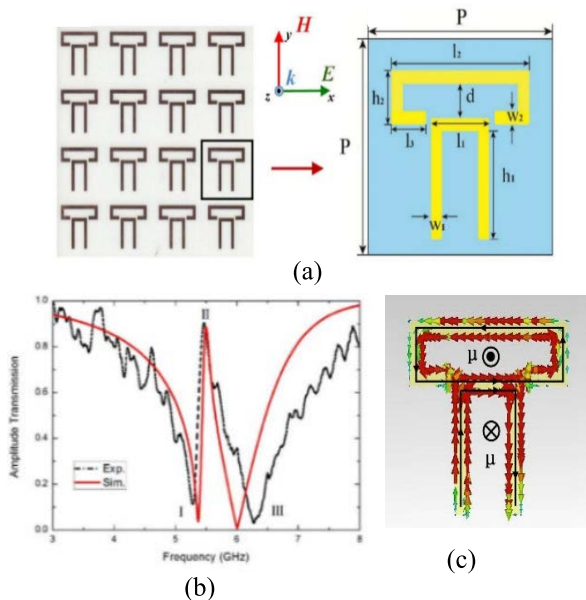 y H
k E
z x
P
l₂
h₂
d
W₂
P
l₃
l₁
h₁
W₁
(a)
1.0
0.8
0.6
0.4
0.2
0.0
Amplitude Transmission
II
I
III
Exp.
Sim.
3 4 5 6 7 8
Frequency (GHz)
(b)
μ
μ
(c)